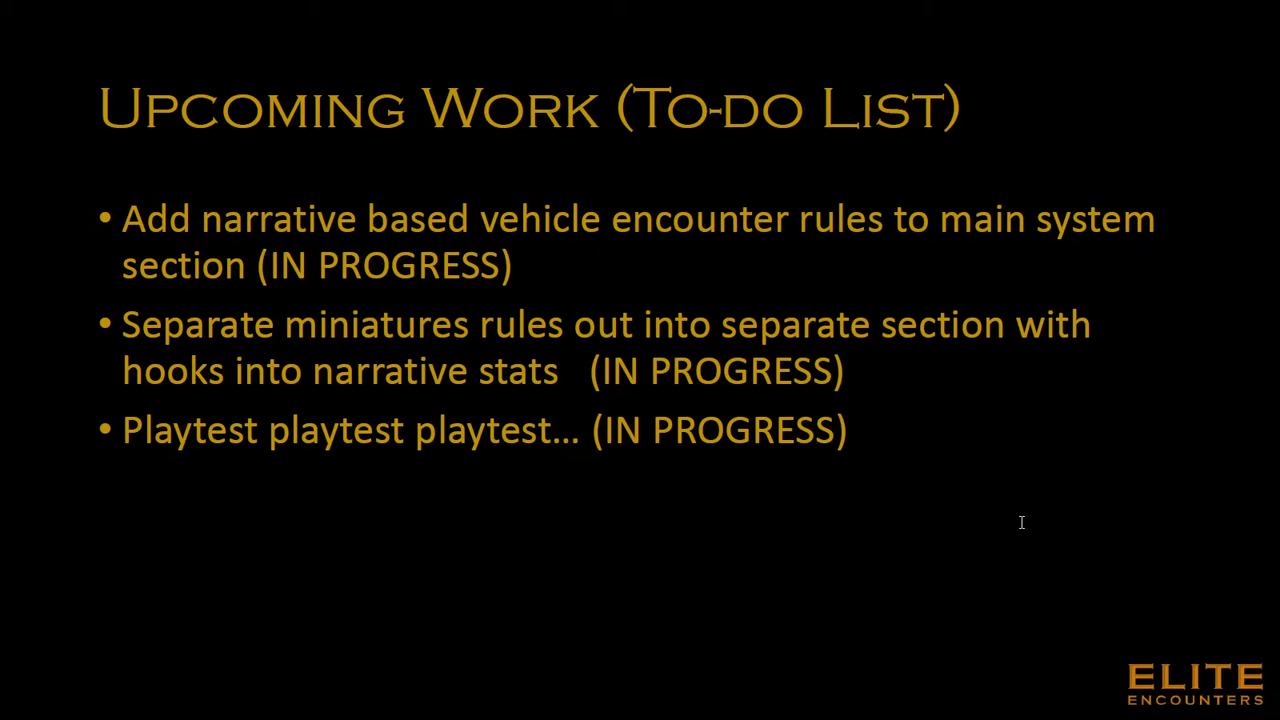 Upcoming Work (To-do List)
• Add narrative based vehicle encounter rules to main system
section (IN PROGRESS)
• Separate miniatures rules out into separate section with
hooks into narrative stats (IN PROGRESS)
• Playtest playtest playtest... (IN PROGRESS)
ELITE
ENCOUNTERS